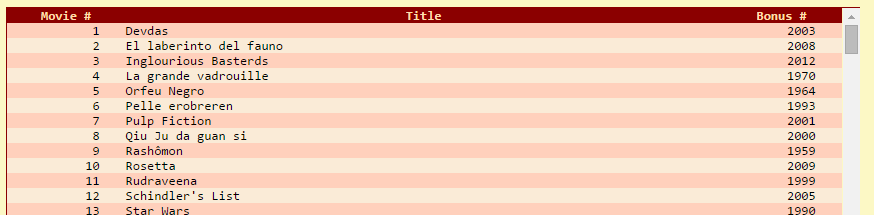 Movie # Title Bonus #
1 Devdas 2003
2 El laberinto del fauno 2008
3 Inglourious Basterds 2012
4 La grande vadrouille 1970
5 Orfeu Negro 1964
6 Pelle erobreren 1993
7 Pulp Fiction 2001
8 Qiu Ju da guan si 2000
9 Rashômon 1959
10 Rosetta 2009
11 Rudraveena 1999
12 Schindler's List 2005
13 Star Wars 1990